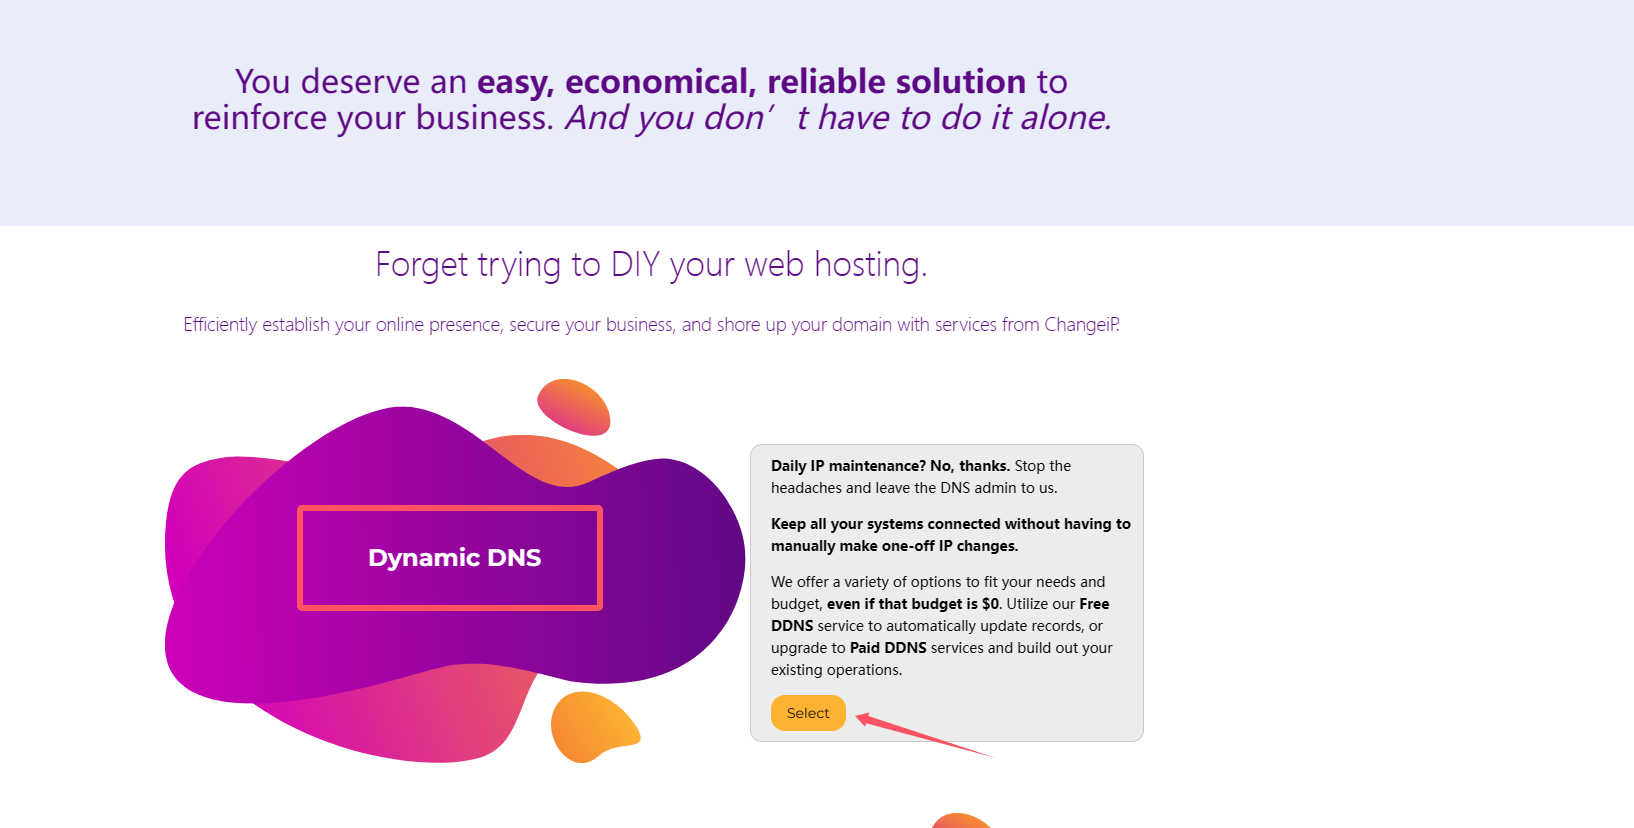 You deserve an easy, economical, reliable solution to
reinforce your business. And you don’t have to do it alone.
Forget trying to DIY your web hosting.
Efficiently establish your online presence, secure your business, and shore up your domain with services from ChangeiP.
Dynamic DNS
Daily IP maintenance? No, thanks. Stop the
headaches and leave the DNS admin to us.
Keep all your systems connected without having to
manually make one-off IP changes.
We offer a variety of options to fit your needs and
budget, even if that budget is $0. Utilize our Free
DDNS service to automatically update records, or
upgrade to Paid DDNS services and build out your
existing operations.
Select